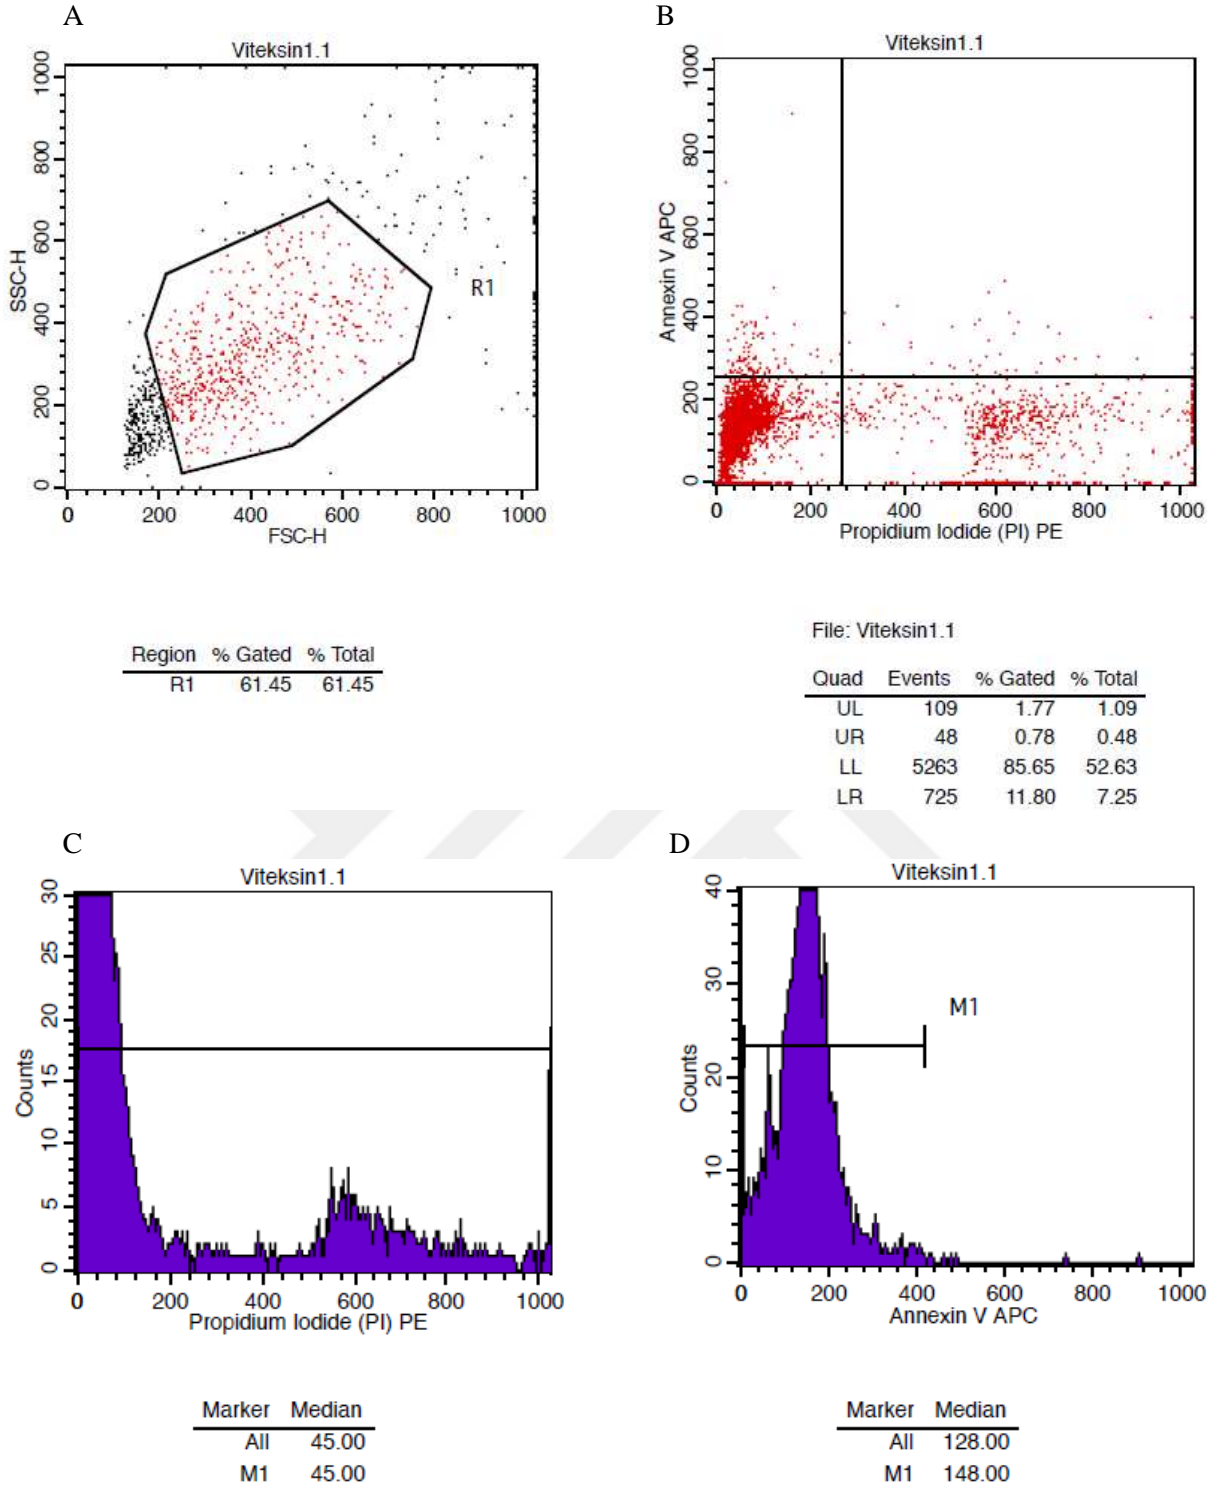 A
Viteksin1.1
SSC-H
1000
800
600
400
200
0
R1
0 200 400 600 800 1000
FSC-H
Region % Gated % Total
R1 61.45 61.45
B
Viteksin1.1
Annexin V APC
1000
800
600
400
200
0
0 200 400 600 800 1000
Propidium Iodide (PI) PE
File: Viteksin1.1
Quad Events % Gated % Total
UL 109 1.77 1.09
UR 48 0.78 0.48
LL 5263 85.65 52.63
LR 725 11.80 7.25
C
Viteksin1.1
Counts
30
25
20
15
10
5
0
0 200 400 600 800 1000
Propidium Iodide (PI) PE
Marker Median
All 45.00
M1 45.00
D
Viteksin1.1
Counts
40
30
20
10
0
M1
0 200 400 600 800 1000
Annexin V APC
Marker Median
All 128.00
M1 148.00